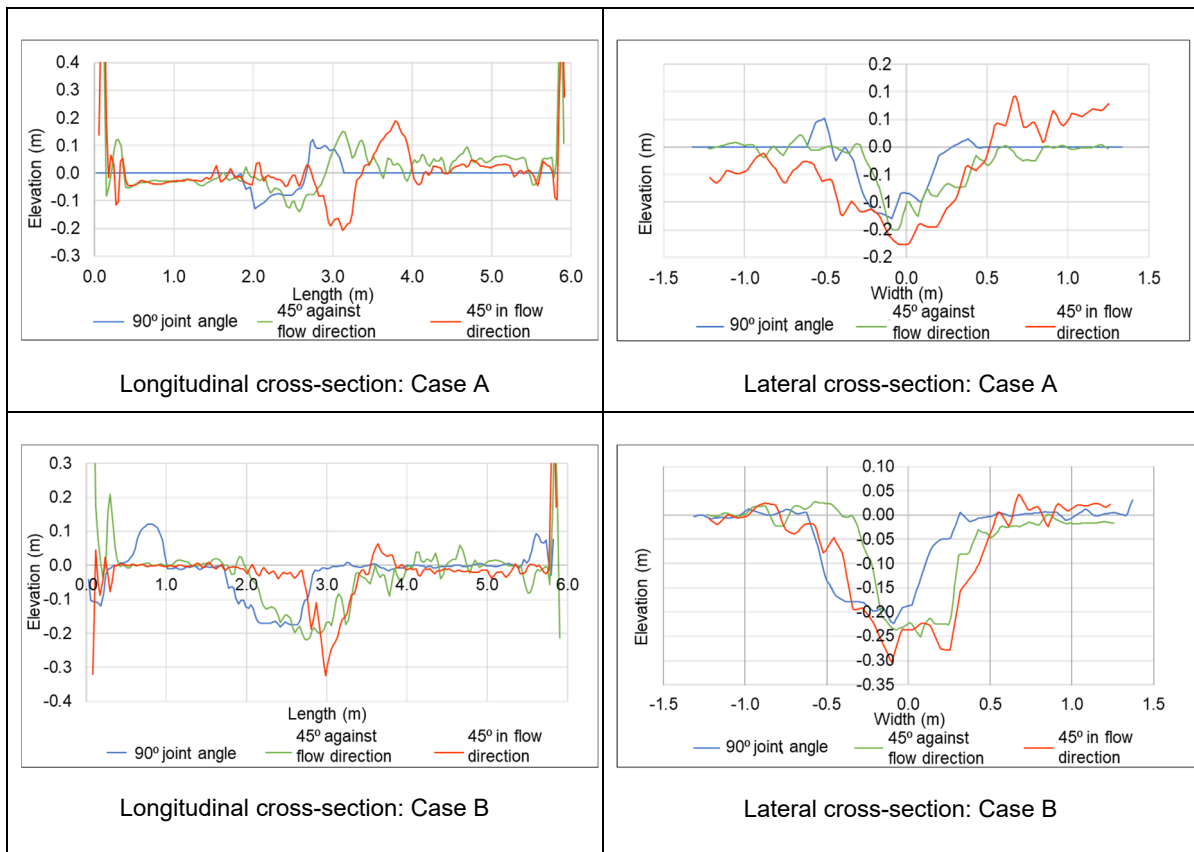 0.4
0.3
0.2
0.1
0.0
-0.1
-0.2
-0.3
Elevation (m)
0.0 1.0 2.0 3.0 4.0 5.0 6.0
Length (m)
90º joint angle
45º against
flow direction
45º in flow
direction
Longitudinal cross-section: Case A
0.2
0.1
0.1
0.0
-0.1
-0.1
-0.2
-0.2
Elevation (m)
-1.5 -1.0 -0.5 0.0 0.5 1.0 1.5
Width (m)
90º joint angle
45º against
flow direction
45º in flow
direction
Lateral cross-section: Case A
0.3
0.2
0.1
0.0
-0.1
-0.2
-0.3
-0.4
Elevation (m)
0.0 1.0 2.0 3.0 4.0 5.0 6.0
Length (m)
90º joint angle
45º against
flow direction
45º in flow
direction
Longitudinal cross-section: Case B
0.10
0.05
0.00
-0.05
-0.10
-0.15
-0.20
-0.25
-0.30
-0.35
Elevation (m)
-1.5 -1.0 -0.5 0.0 0.5 1.0 1.5
Width (m)
90º joint angle
45º against
flow direction
45º in flow
direction
Lateral cross-section: Case B